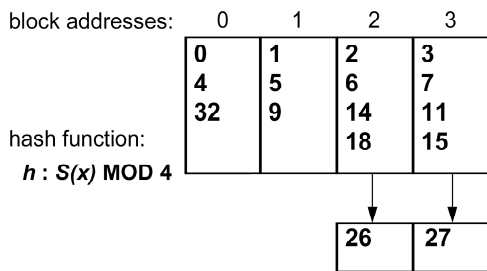 block addresses: 0 1 2 3
0 1 2 3
4 5 6 7
32 9 14 11
hash function: 18 15
h : S(x) MOD 4
26 27